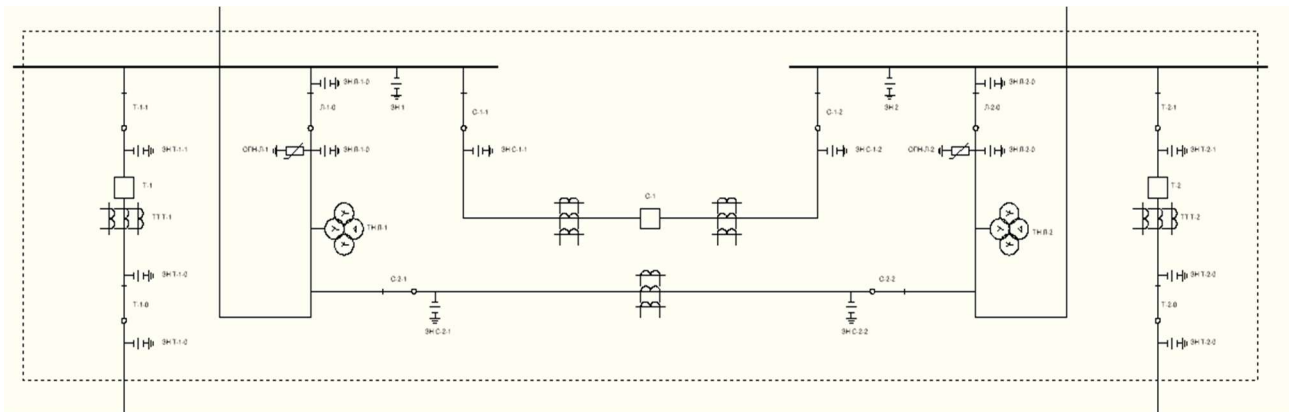 ЗН Л-1-0
ЗН 1
ЗН Л-2-0
ЗН 2
Т-1-1
Л-1-0
С-1-1
С-1-2
Л-2-0
Т-2-1
ЗН Т-1-1
ОПН Л-1
ЗН Л-1-0
ЗН С-1-1
ЗН С-1-2
ОПН Л-2
ЗН Л-2-0
ЗН Т-2-1
Т-1
С-1
Т-2
ТТ Т-1
ТН Л-1
ТН Л-2
ТТ Т-2
ЗН Т-1-0
С-2-1
С-2-2
ЗН Т-2-0
Т-1-0
Т-2-0
ЗН С-2-1
ЗН С-2-2
ЗН Т-1-0
ЗН Т-2-0